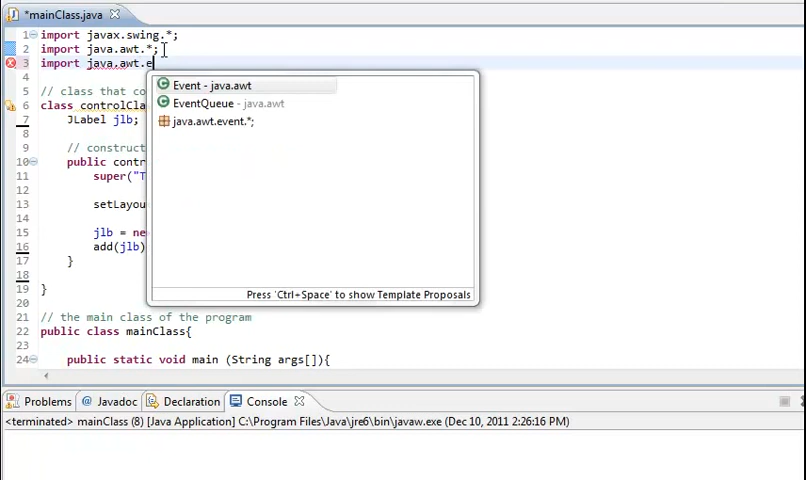 *mainClass.java
1 import javax.swing.*;
2 import java.awt.*;
3 import java.awt.e
Event - java.awt
EventQueue - java.awt
java.awt.event.*;
Press 'Ctrl+Space' to show Template Proposals
4
5 // class that co
6 class controlCla
7 JLabel jlb;
8
9 // construct
10 public contr
11 super("T
12
13 setLayou
14
15 jlb = ne
16 add(jlb)
17 }
18
19 }
20
21 // the main class of the program
22 public class mainClass{
23
24 public static void main (String args[]){
Problems @ Javadoc Declaration Console
<terminated> mainClass (8) [Java Application] C:\Program Files\Java\jre6\bin\javaw.exe (Dec 10, 2011 2:26:16 PM)